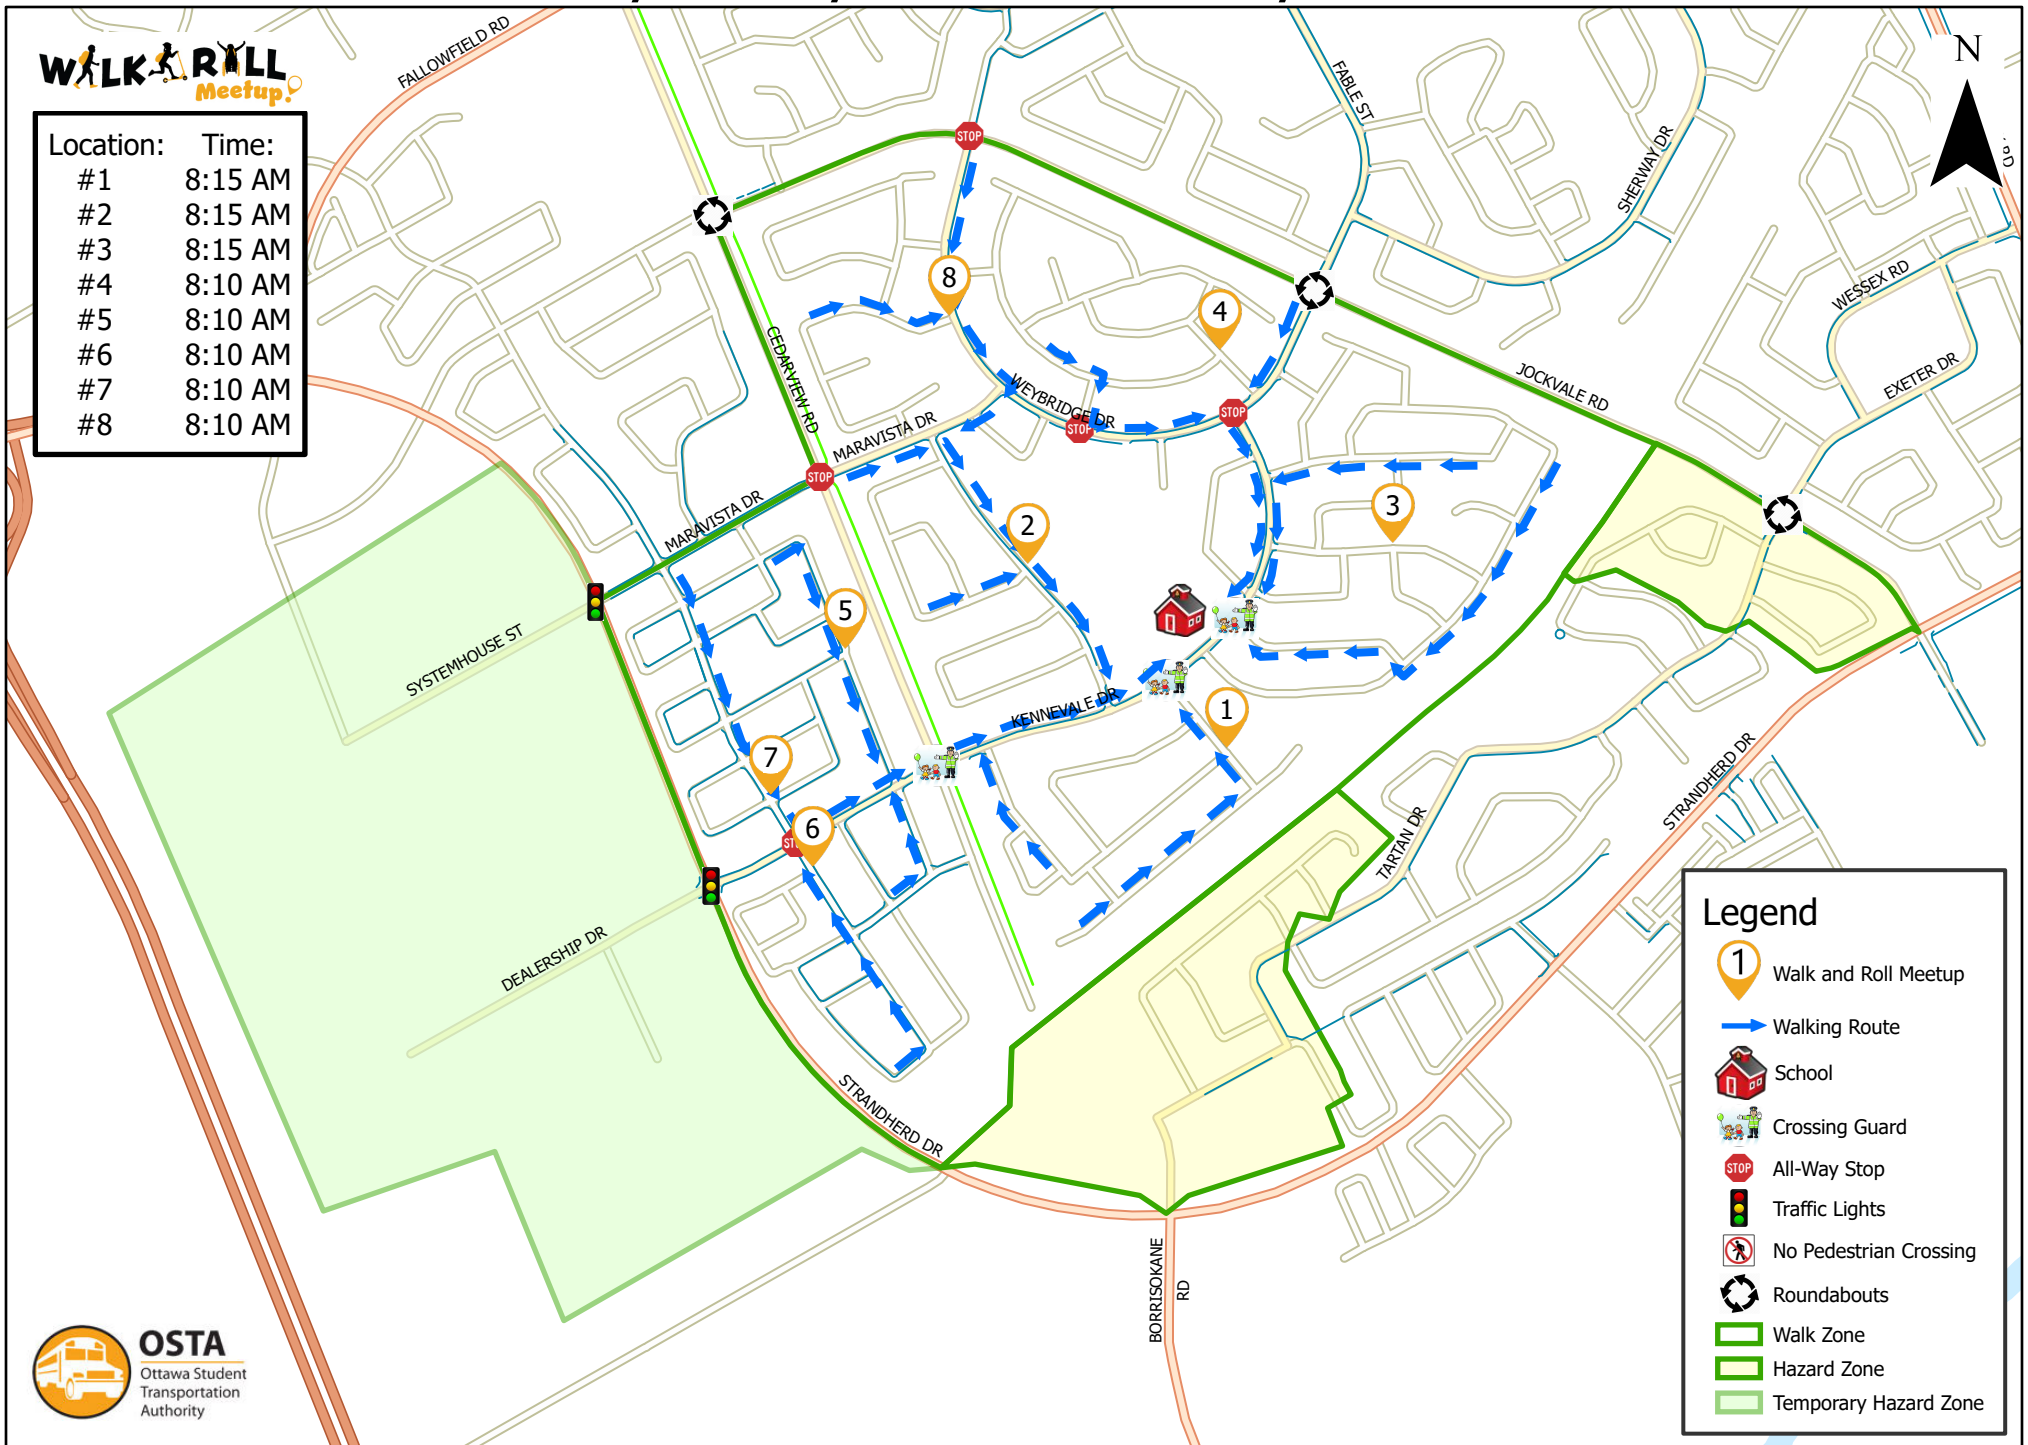 WALK & ROLL
Meetup!
Location: Time:
#1 8:15 AM
#2 8:15 AM
#3 8:15 AM
#4 8:10 AM
#5 8:10 AM
#6 8:10 AM
#7 8:10 AM
#8 8:10 AM
FALLOWFIELD RD
FABLE ST
SHERWAY DR
N
RD
STOP
WESSEX RD
EXETER DR
JOCKVALE RD
CEDARVIEW RD
8
4
WEYBRIDGE DR
STOP
STOP
MARAVISTA DR
STOP
MARAVISTA DR
2
3
5
SYSTEMHOUSE ST
KENNEVALE DR
1
7
6
DEALERSHIP DR
STRANDHERD DR
TARTAN DR
STRANDHERD DR
BORRISOKANE
RD
Legend
1 Walk and Roll Meetup
Walking Route
School
Crossing Guard
STOP All-Way Stop
Traffic Lights
No Pedestrian Crossing
Roundabouts
Walk Zone
Hazard Zone
Temporary Hazard Zone
OSTA
Ottawa Student
Transportation
Authority